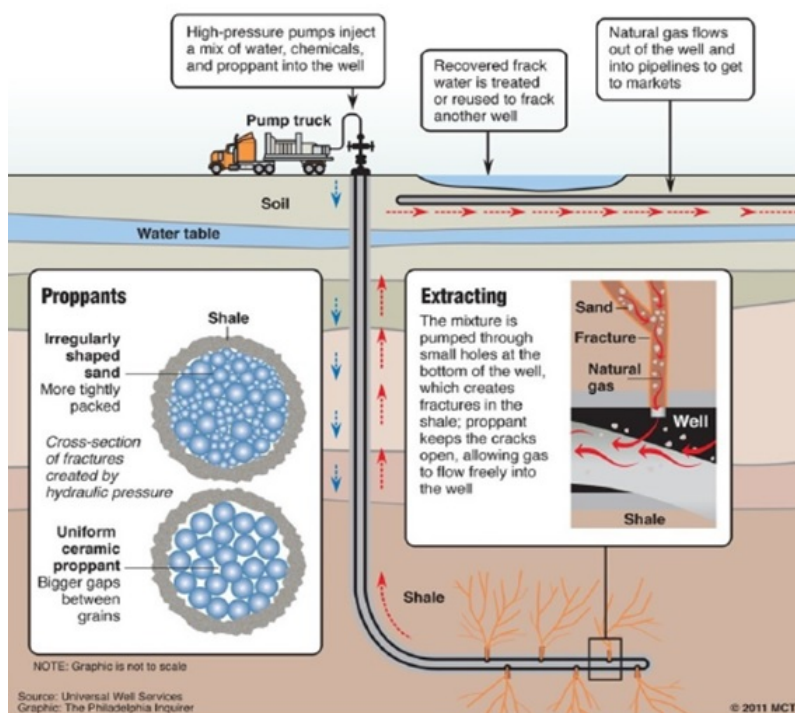 High-pressure pumps inject
a mix of water, chemicals,
and proppant into the well
Recovered frack
water is treated
or reused to frack
another well
Natural gas flows
out of the well and
into pipelines to get
to markets
Pump truck
Soil
Water table
Proppants
Shale
Irregularly
shaped
sand
More tightly
packed
Cross-section
of fractures
created by
hydraulic pressure
Uniform
ceramic
proppant
Bigger gaps
between
grains
Extracting
The mixture is
pumped through
small holes at the
bottom of the well,
which creates
fractures in the
shale; proppant
keeps the cracks
open, allowing gas
to flow freely into
the well
Sand
Fracture
Natural
gas
Well
Shale
Shale
NOTE: Graphic is not to scale
Source: Universal Well Services
Graphic: The Philadelphia Inquirer
© 2011 MCT